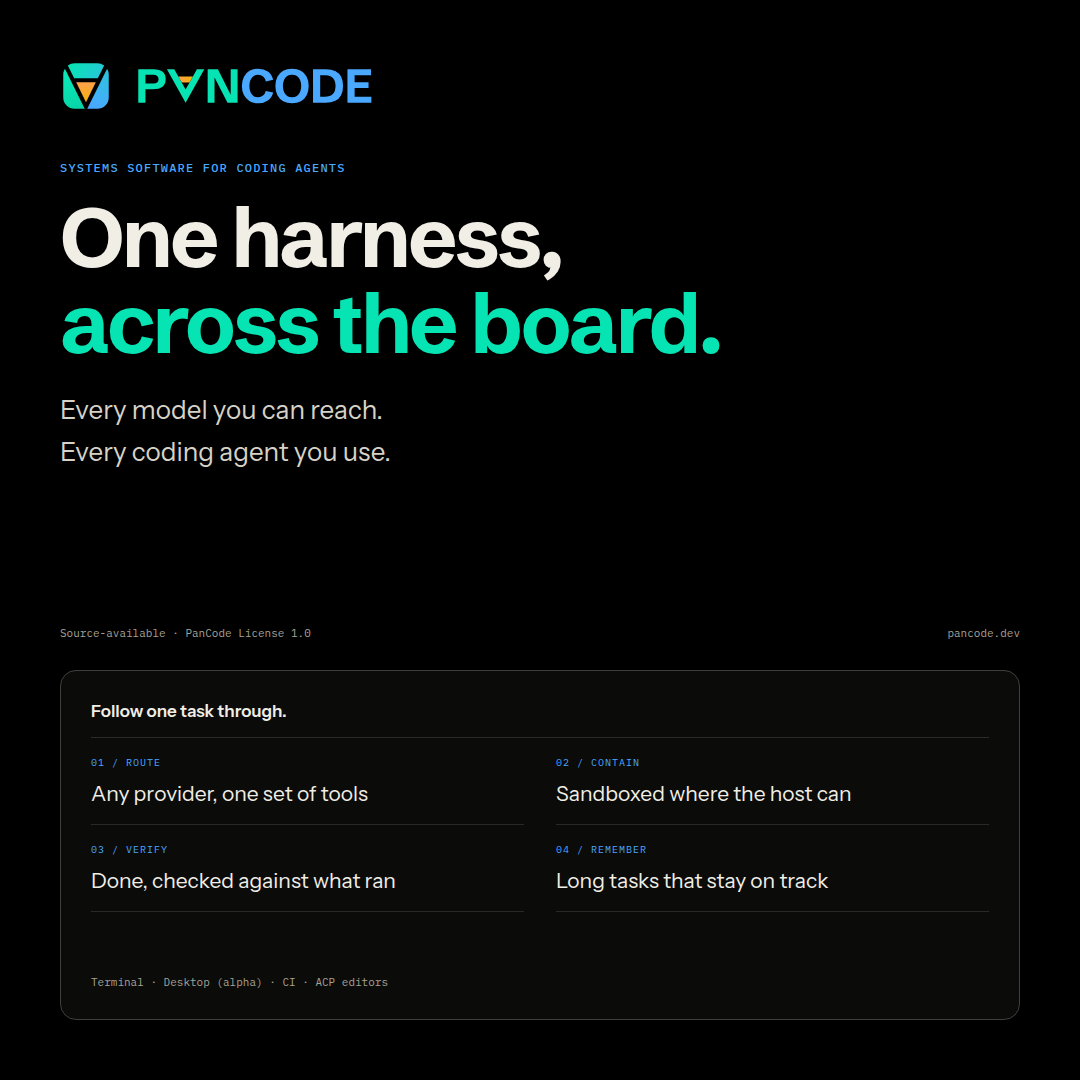 PANCODE
SYSTEMS SOFTWARE FOR CODING AGENTS
One harness,
across the board.
Every model you can reach.
Every coding agent you use.
Source-available · PanCode License 1.0
pancode.dev
Follow one task through.
01 / ROUTE
Any provider, one set of tools
02 / CONTAIN
Sandboxed where the host can
03 / VERIFY
Done, checked against what ran
04 / REMEMBER
Long tasks that stay on track
Terminal · Desktop (alpha) · CI · ACP editors